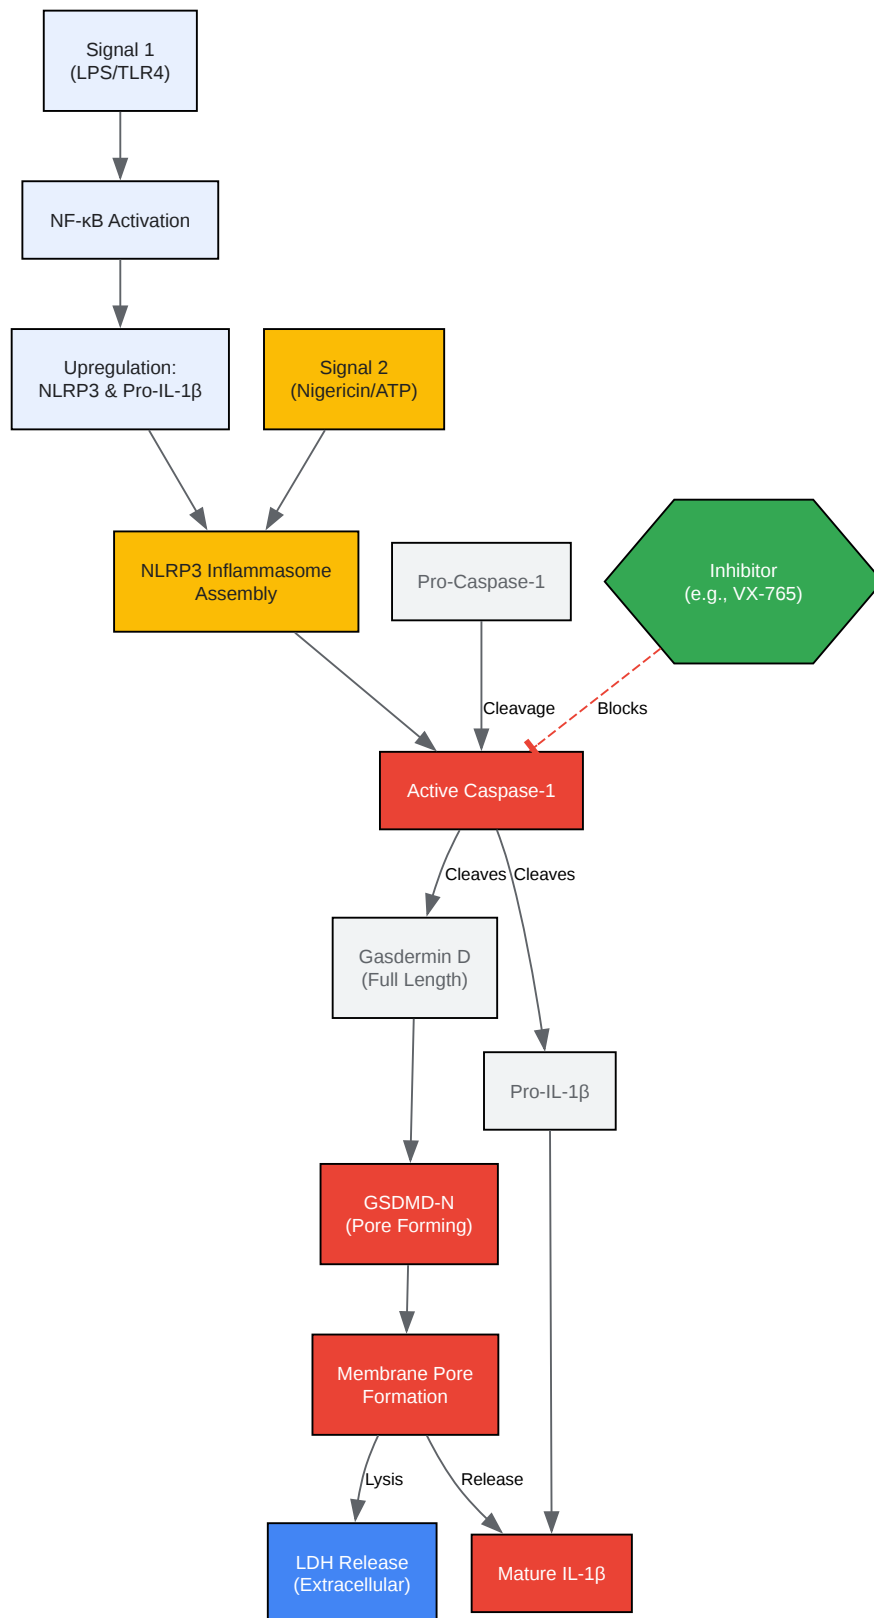 Signal 1
(LPS/TLR4)
NF-κB Activation
Upregulation:
NLRP3 & Pro-IL-1β
Signal 2
(Nigericin/ATP)
NLRP3 Inflammasome
Assembly
Pro-Caspase-1
Inhibitor
(e.g., VX-765)
Cleavage
Blocks
Active Caspase-1
Cleaves
Cleaves
Gasdermin D
(Full Length)
Pro-IL-1β
GSDMD-N
(Pore Forming)
Membrane Pore
Formation
Lysis
Release
LDH Release
(Extracellular)
Mature IL-1β